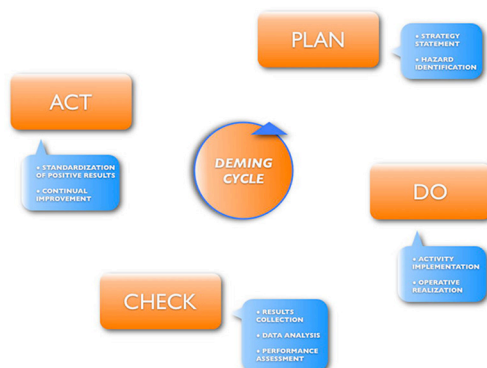 PLAN
• STRATEGY
STATEMENT
• HAZARD
IDENTIFICATION
ACT
• STANDARDIZATION
OF POSITIVE RESULTS
• CONTINUAL
IMPROVEMENT
DEMING
CYCLE
DO
• ACTIVITY
IMPLEMENTATION
• OPERATIVE
REALIZATION
CHECK
• RESULTS
COLLECTION
• DATA ANALYSIS
• PERFORMANCE
ASSESSMENT